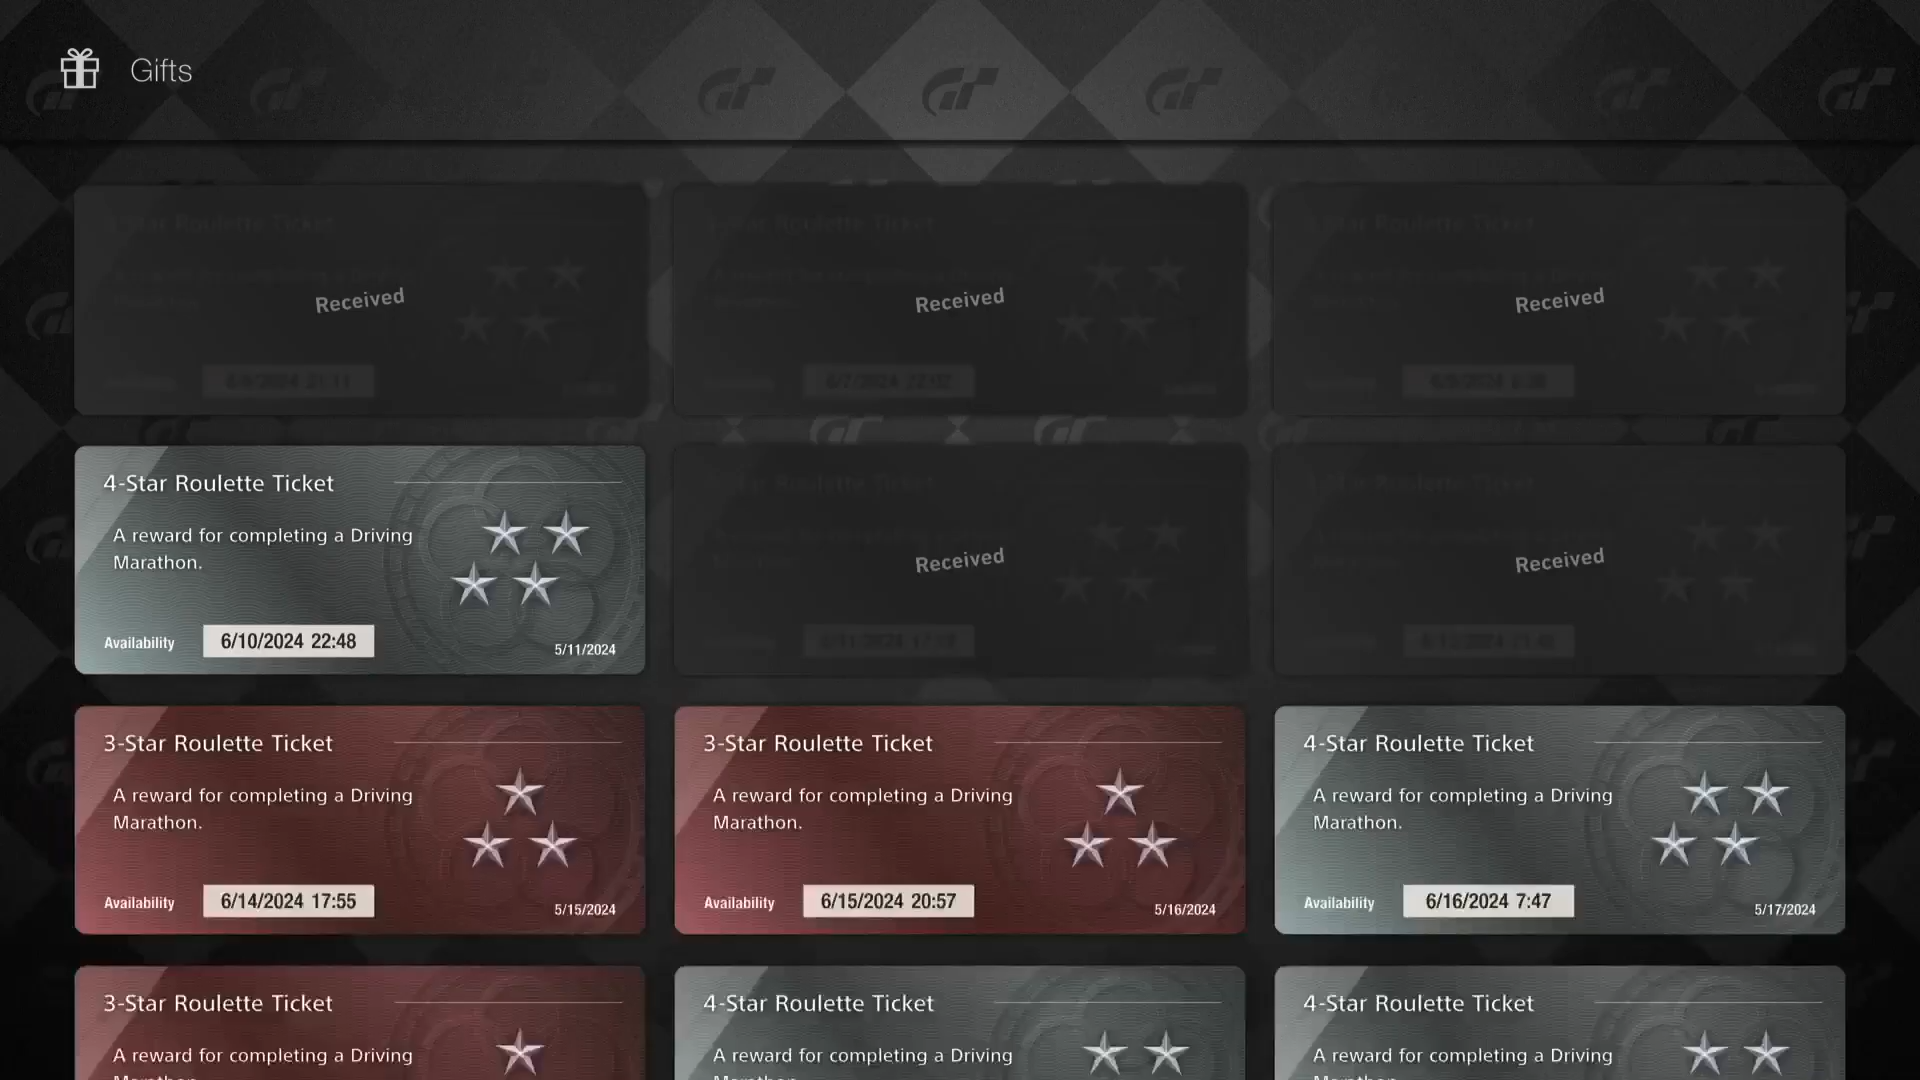 Gifts
Received
Received
Received
4-Star Roulette Ticket
A reward for completing a Driving
Marathon.
Availability 6/10/2024 22:48 5/11/2024
Received
Received
3-Star Roulette Ticket
A reward for completing a Driving
Marathon.
Availability 6/14/2024 17:55 5/15/2024
3-Star Roulette Ticket
A reward for completing a Driving
Marathon.
Availability 6/15/2024 20:57 5/16/2024
4-Star Roulette Ticket
A reward for completing a Driving
Marathon.
Availability 6/16/2024 7:47 5/17/2024
3-Star Roulette Ticket
A reward for completing a Driving
4-Star Roulette Ticket
A reward for completing a Driving
4-Star Roulette Ticket
A reward for completing a Driving